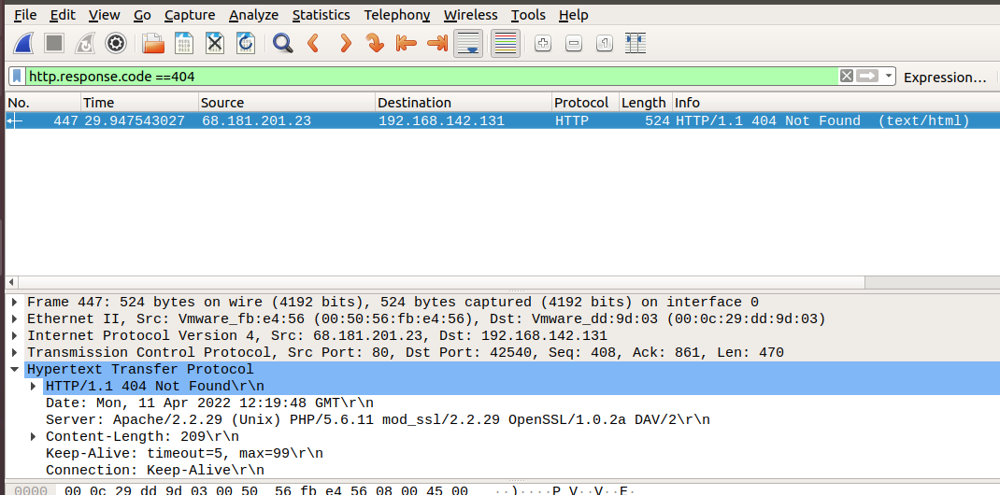 File Edit View Go Capture Analyze Statistics Telephony Wireless Tools Help
http.response.code ==404 Expression...
No. Time Source Destination Protocol Length Info
447 29.947543027 68.181.201.23 192.168.142.131 HTTP 524 HTTP/1.1 404 Not Found (text/html)
Frame 447: 524 bytes on wire (4192 bits), 524 bytes captured (4192 bits) on interface 0
Ethernet II, Src: Vmware_fb:e4:56 (00:50:56:fb:e4:56), Dst: Vmware_dd:9d:03 (00:0c:29:dd:9d:03)
Internet Protocol Version 4, Src: 68.181.201.23, Dst: 192.168.142.131
Transmission Control Protocol, Src Port: 80, Dst Port: 42540, Seq: 408, Ack: 861, Len: 470
Hypertext Transfer Protocol
HTTP/1.1 404 Not Found\r\n
Date: Mon, 11 Apr 2022 12:19:48 GMT\r\n
Server: Apache/2.2.29 (Unix) PHP/5.6.11 mod_ssl/2.2.29 OpenSSL/1.0.2a DAV/2\r\n
Content-Length: 209\r\n
Keep-Alive: timeout=5, max=99\r\n
Connection: Keep-Alive\r\n
0000 00 0c 29 dd 9d 03 00 50 56 fb e4 56 08 00 45 00 ··)····P V··V··E·